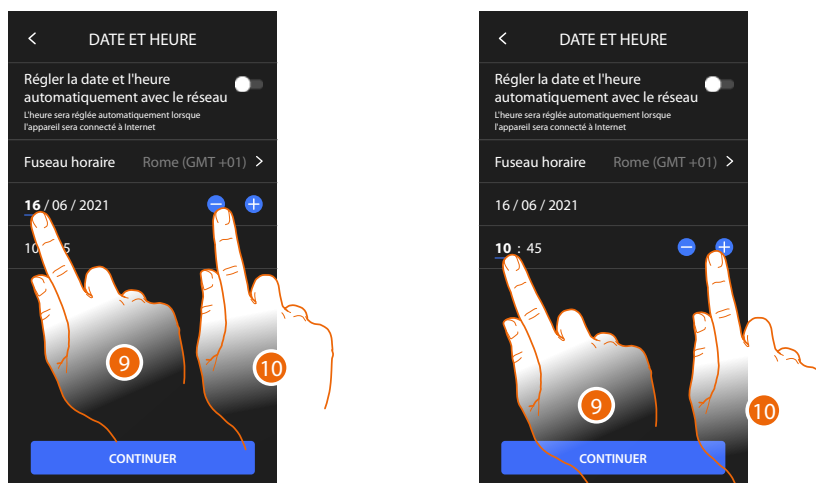 DATE ET HEURE
Régler la date et l'heure
automatiquement avec le réseau
L'heure sera réglée automatiquement lorsque
l'appareil sera connecté à Internet
Fuseau horaire Rome (GMT +01)
16 / 06 / 2021
10 5
9
10
CONTINUER
DATE ET HEURE
Régler la date et l'heure
automatiquement avec le réseau
L'heure sera réglée automatiquement lorsque
l'appareil sera connecté à Internet
Fuseau horaire Rome (GMT +01)
16 / 06 / 2021
10 : 45
9
10
CONTINUER